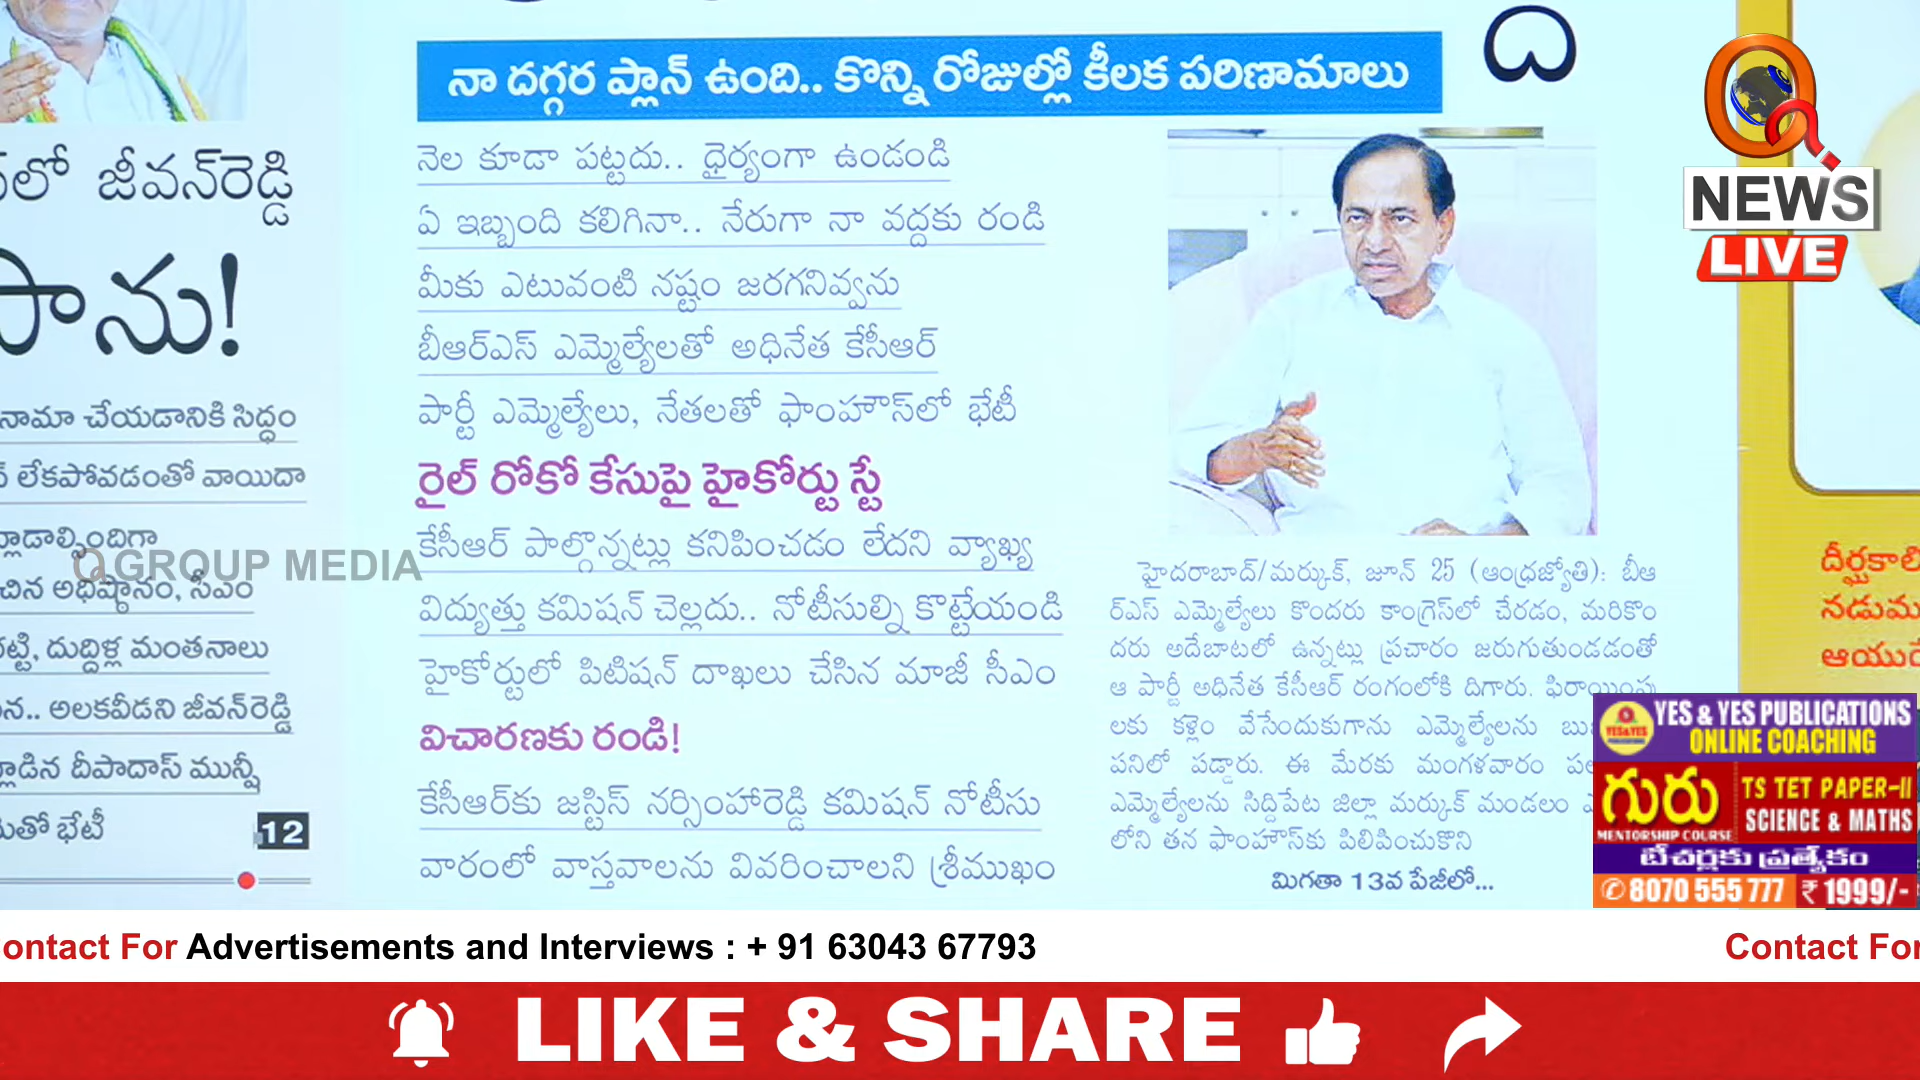 లో జీవన్‌రెడ్డి
పాను!
నామా చేయడానికి సిద్ధం
లేకపోవడంతో వాయిదా
చిన అధిష్ఠానం, సీఎం
దుద్దిళ్ల మంతనాలు
అలకవీడని జీవన్‌రెడ్డి
దీపాదాస్ మున్షీ
తో భేటీ
12
ది
నా దగ్గర ప్లాన్ ఉంది.. కొన్ని రోజుల్లో కీలక పరిణామాలు
నెల కూడా పట్టదు.. ధైర్యంగా ఉండండి
ఏ ఇబ్బంది కలిగినా.. నేరుగా నా వద్దకు రండి
మీకు ఎటువంటి నష్టం జరగనివ్వను
బీఆర్ఎస్ ఎమ్మెల్యేలతో అధినేత కేసీఆర్
పార్టీ ఎమ్మెల్యేలు, నేతలతో ఫాంహౌస్‌లో భేటీ
రైల్ రోకో కేసుపై హైకోర్టు స్టే
కేసీఆర్ పాల్గొన్నట్లు కనిపించడం లేదని వ్యాఖ్య
విద్యుత్తు కమిషన్ చెల్లదు.. నోటీసుల్ని కొట్టేయండి
హైకోర్టులో పిటిషన్ దాఖలు చేసిన మాజీ సీఎం
విచారణకు రండి!
కేసీఆర్‌కు జస్టిస్ నర్సింహారెడ్డి కమిషన్ నోటీసు
వారంలో వాస్తవాలను వివరించాలని శ్రీముఖం
హైదరాబాద్/మర్కుక్, జూన్ 25 (ఆంధ్రజ్యోతి): బీఆ
ర్ఎస్ ఎమ్మెల్యేలు కొందరు కాంగ్రెస్‌లో చేరడం, మరికొం
దరు అదేబాటలో ఉన్నట్లు ప్రచారం జరుగుతుండడంతో
ఆ పార్టీ అధినేత కేసీఆర్ రంగంలోకి దిగారు. ఫిరాయింపు
లకు కళ్లెం వేసేందుకుగాను ఎమ్మెల్యేలను
పనిలో పడ్డారు. ఈ మేరకు మంగళవారం
ఎమ్మెల్యేలను సిద్దిపేట జిల్లా మర్కుక్ మండలం
లోని తన ఫాంహౌస్‌కు పిలిపించుకొని
మిగతా 13వ పేజీలో...
Q GROUP MEDIA
Q
NEWS
LIVE
నడుమ
YES & YES PUBLICATIONS
ONLINE COACHING
గురు
MENTORSHIP COURSE
TS TET PAPER-II
SCIENCE & MATHS
టీచర్లకు ప్రత్యేకం
8070 555 777
₹ 1999/-
ontact For Advertisements and Interviews : + 91 63043 67793
Contact For
LIKE & SHARE